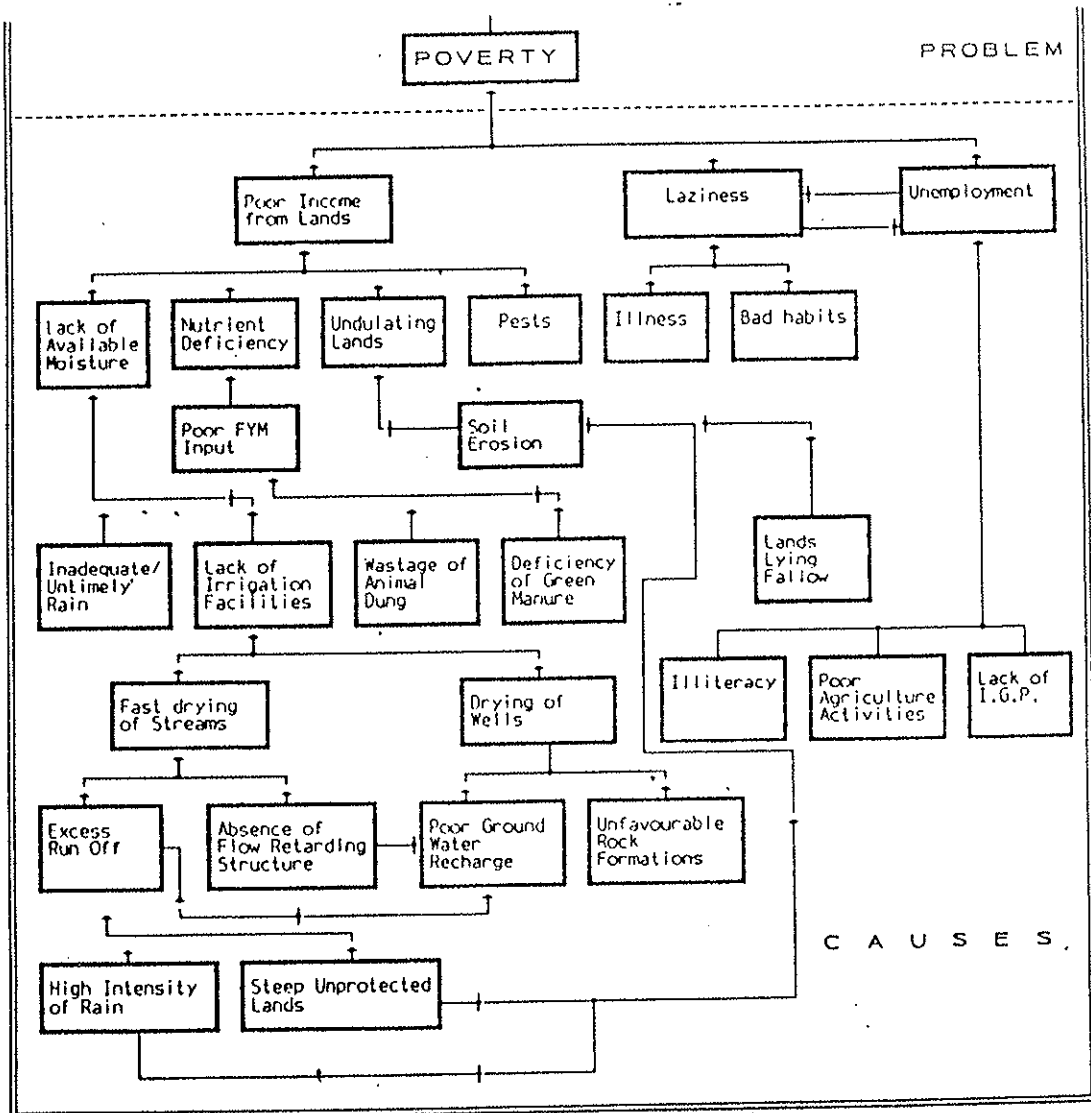 POVERTY
PROBLEM
Poor Income
from Lands
Laziness
Unemployment
lack of
Available
Moisture
Nutrient
Deficiency
Undulating
Lands
Pests
Illness
Bad habits
Poor FYM
Input
Soil
Erosion
Inadequate/
Untimely'
Rain
Lack of
Irrigation
Facilities
Wastage of
Animal
Dung
Deficiency
of Green
Manure
Lands
Lying
Fallow
Fast drying
of Streams
Drying of
Wells
Illiteracy
Poor
Agriculture
Activities
Lack of
I.G.P.
Excess
Run Off
Absence of
Flow Retarding
Structure
Poor Ground
Water
Recharge
Unfavourable
Rock
Formations
CAUSES
High Intensity
of Rain
Steep Unprotected
Lands